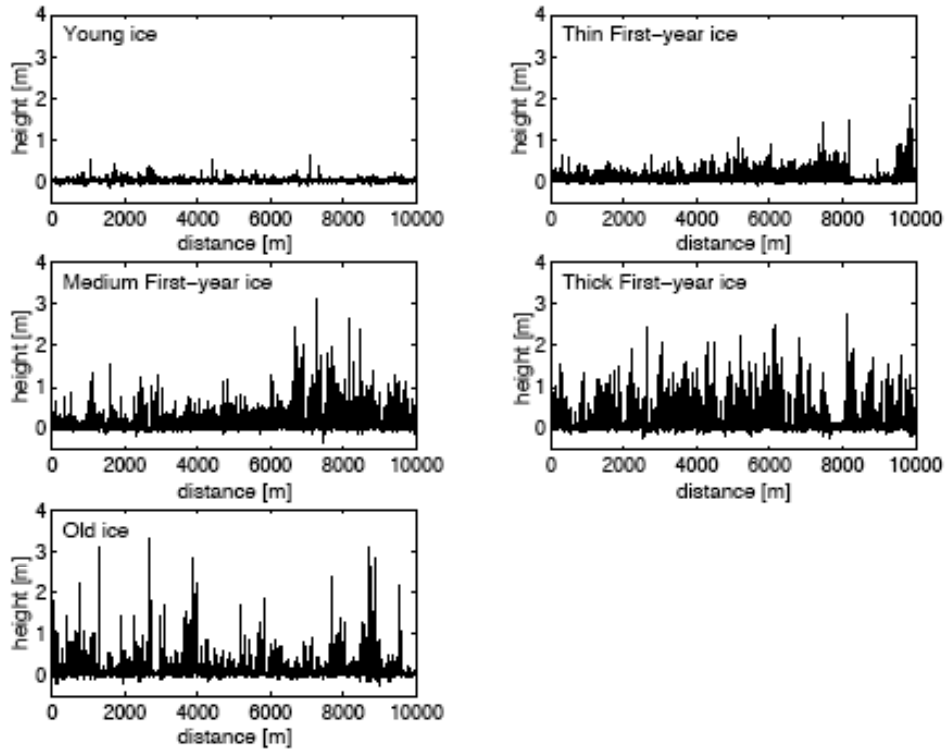 Young ice
height [m]
4
3
2
1
0
0 2000 4000 6000 8000 10000
distance [m]
Thin First-year ice
height [m]
4
3
2
1
0
0 2000 4000 6000 8000 10000
distance [m]
Medium First-year ice
height [m]
4
3
2
1
0
0 2000 4000 6000 8000 10000
distance [m]
Thick First-year ice
height [m]
4
3
2
1
0
0 2000 4000 6000 8000 10000
distance [m]
Old ice
height [m]
4
3
2
1
0
0 2000 4000 6000 8000 10000
distance [m]